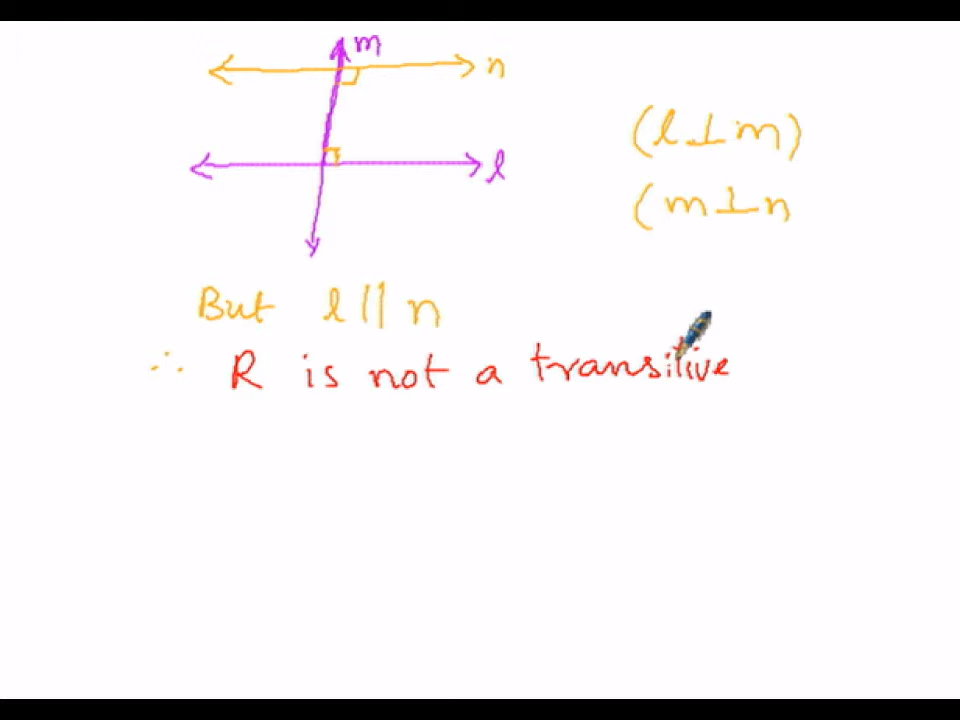 m
n
(l⊥m)
l
(m⊥n
But l || n
∴ R is not a transitive